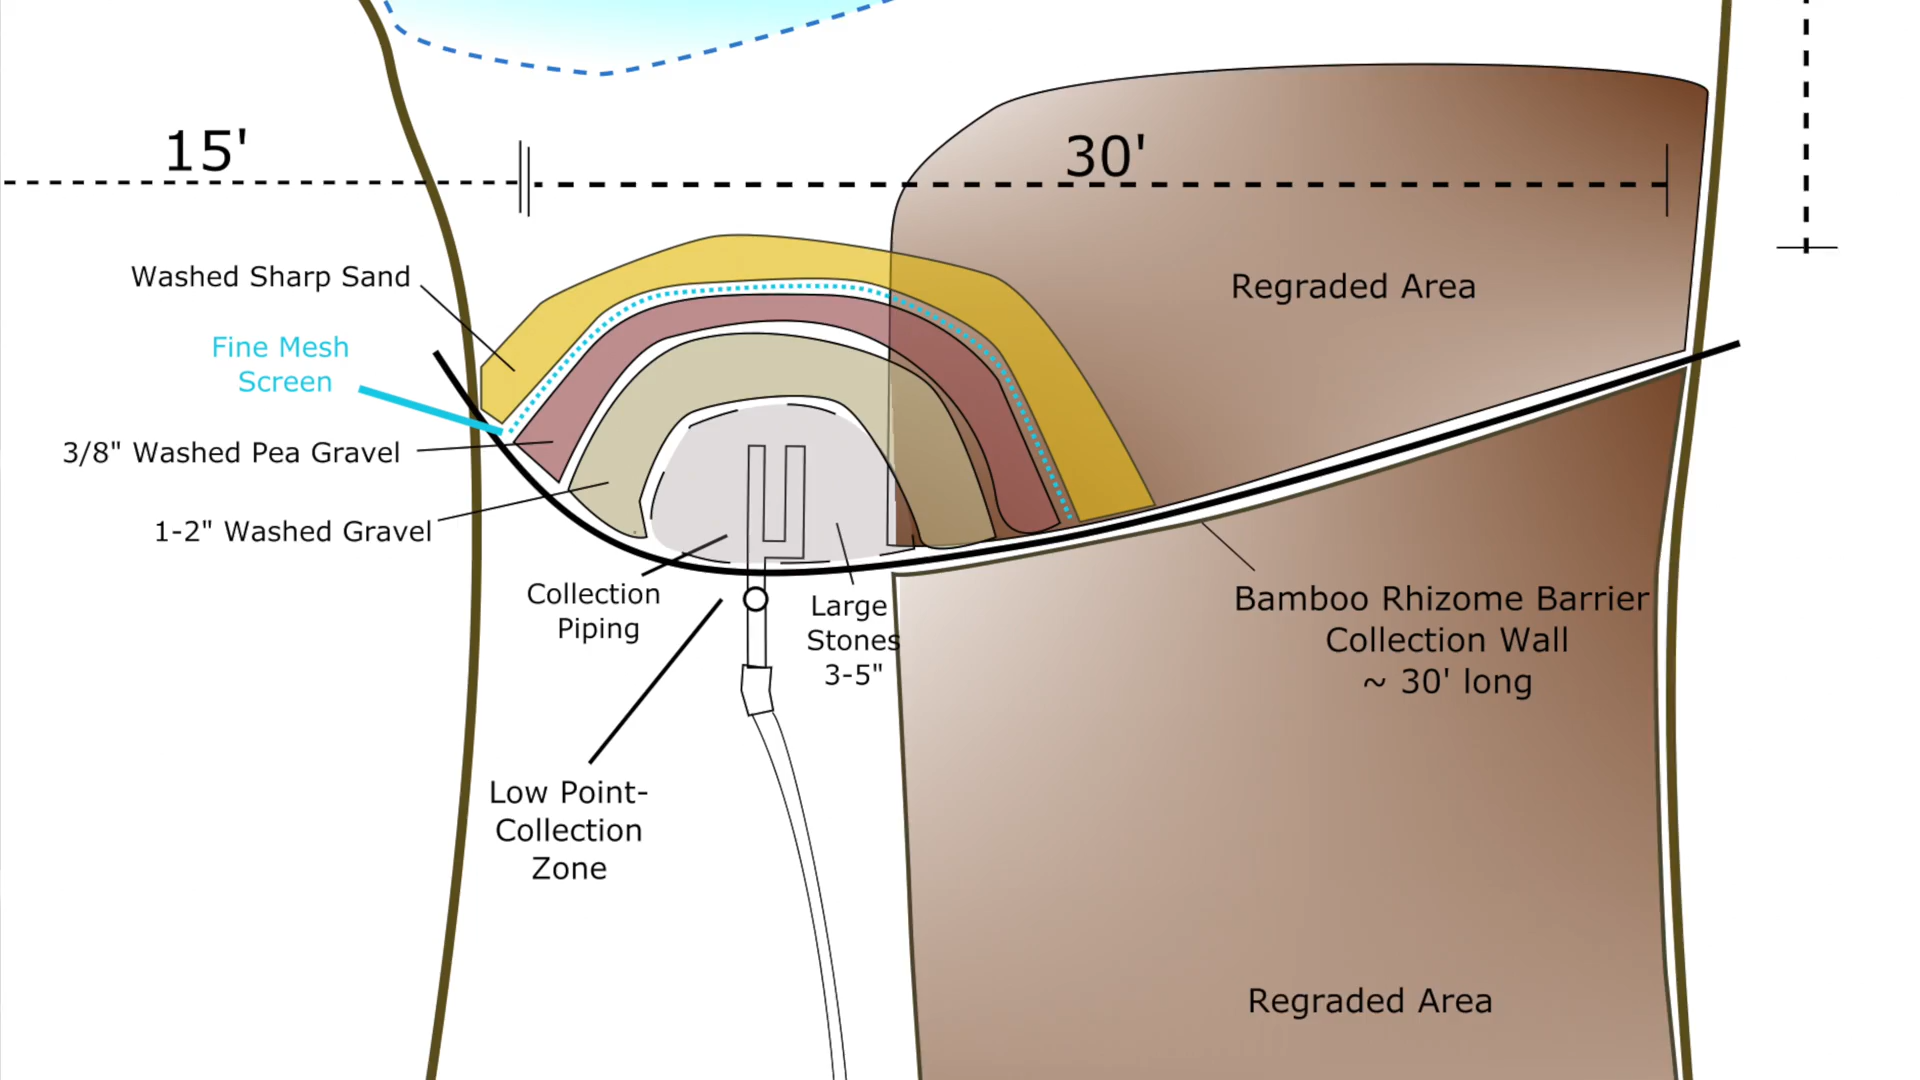 15'
30'
Washed Sharp Sand
Regraded Area
Fine Mesh
Screen
3/8" Washed Pea Gravel
1-2" Washed Gravel
Collection
Piping
Large
Stones
3-5"
Bamboo Rhizome Barrier
Collection Wall
~ 30' long
Low Point-
Collection
Zone
Regraded Area